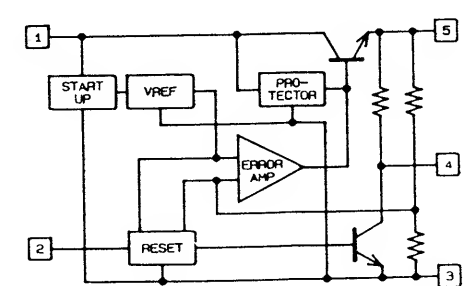 1
5
START
UP
VREF
PRO-
TECTOR
ERROR
AMP
4
2
RESET
3